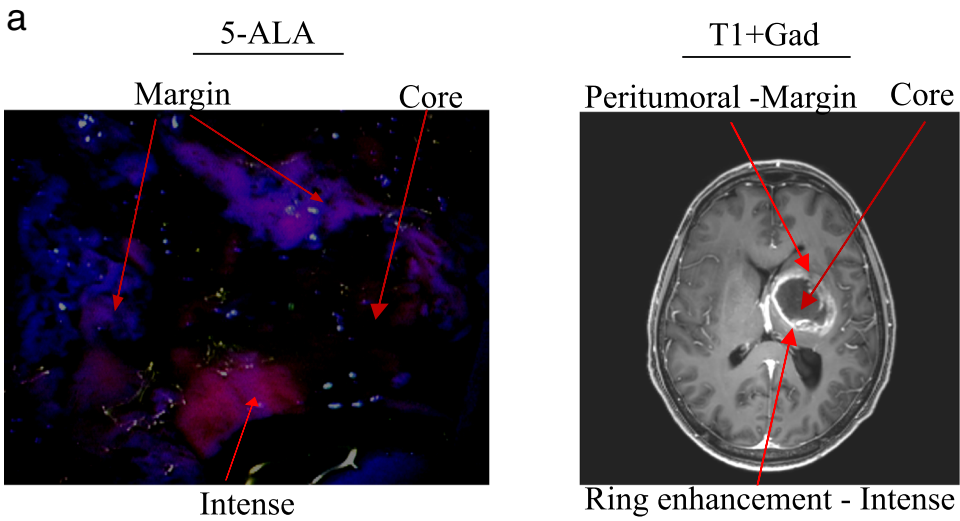 a
5-ALA
T1+Gad
Margin
Core
Peritumoral -Margin
Core
Intense
Ring enhancement - Intense